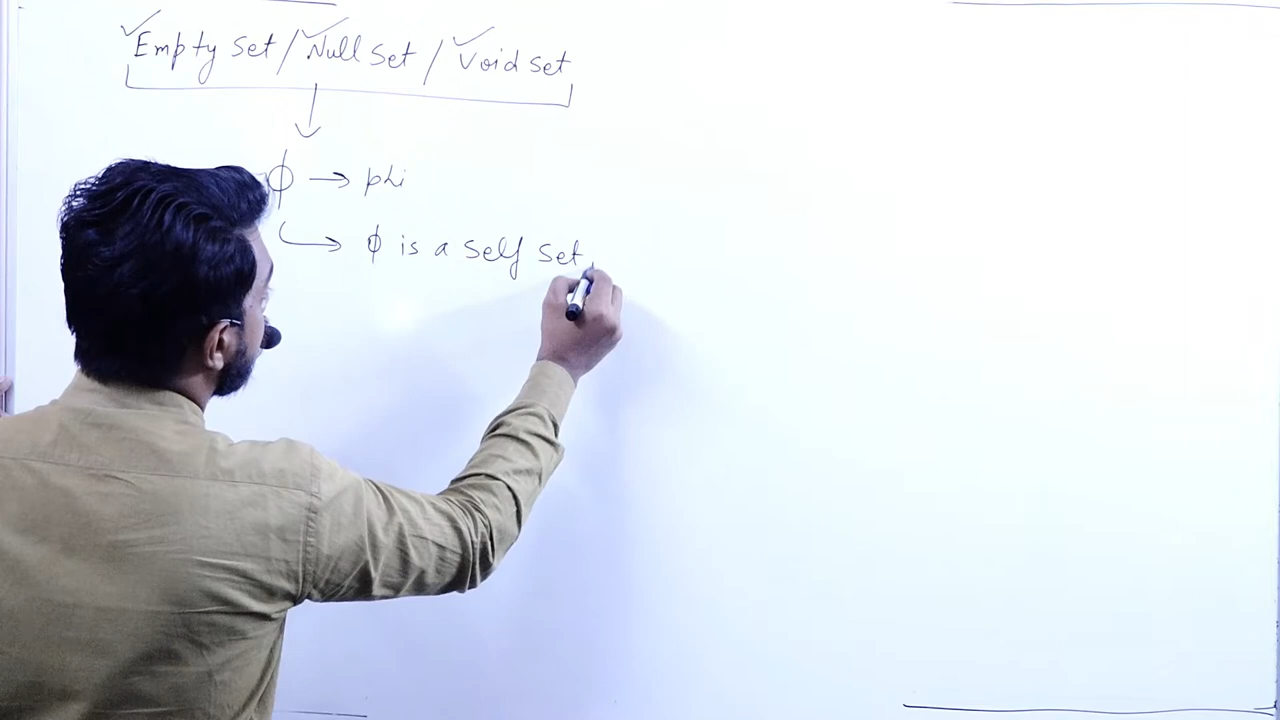 Empty Set / Null Set / Void Set
ϕ → phi
ϕ is a self set